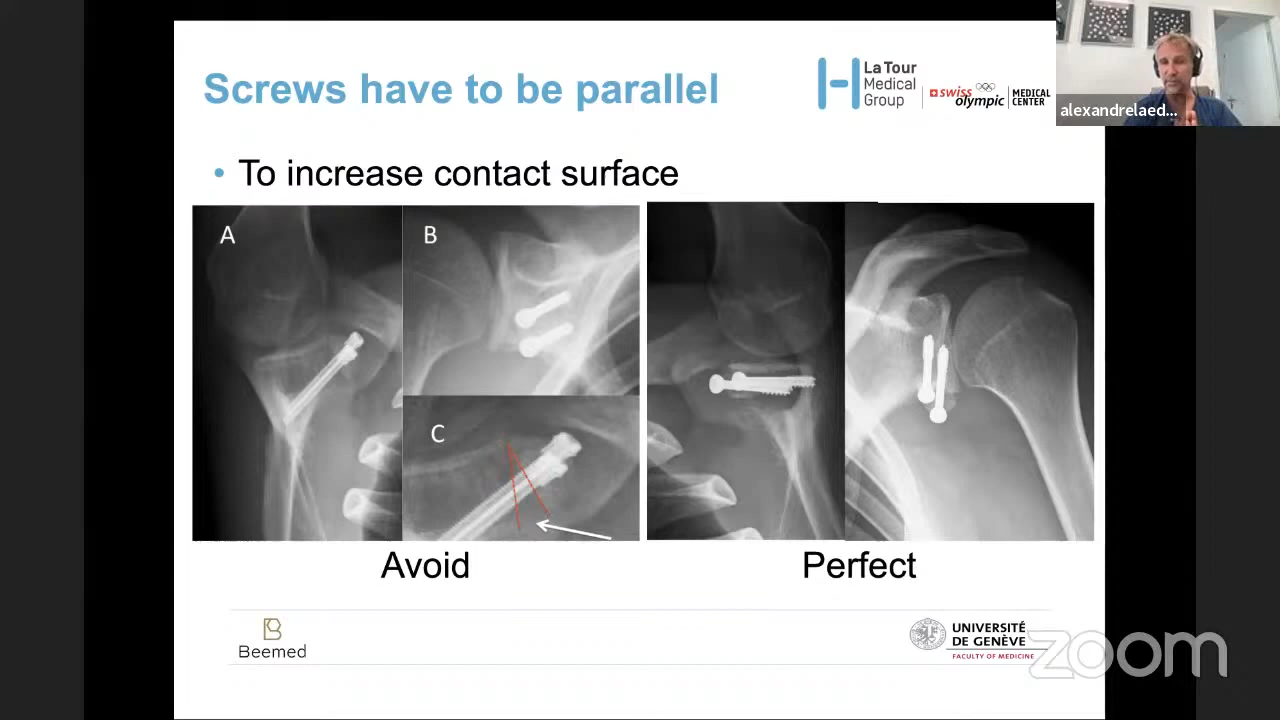 Screws have to be parallel
La Tour
Medical
Group
swiss
olympic
MEDICAL
CENTER
alexandrelaed...
• To increase contact surface
A
B
C
Avoid
Perfect
Beemed
UNIVERSITÉ
DE GENÈVE
FACULTY OF MEDICINE
zoom